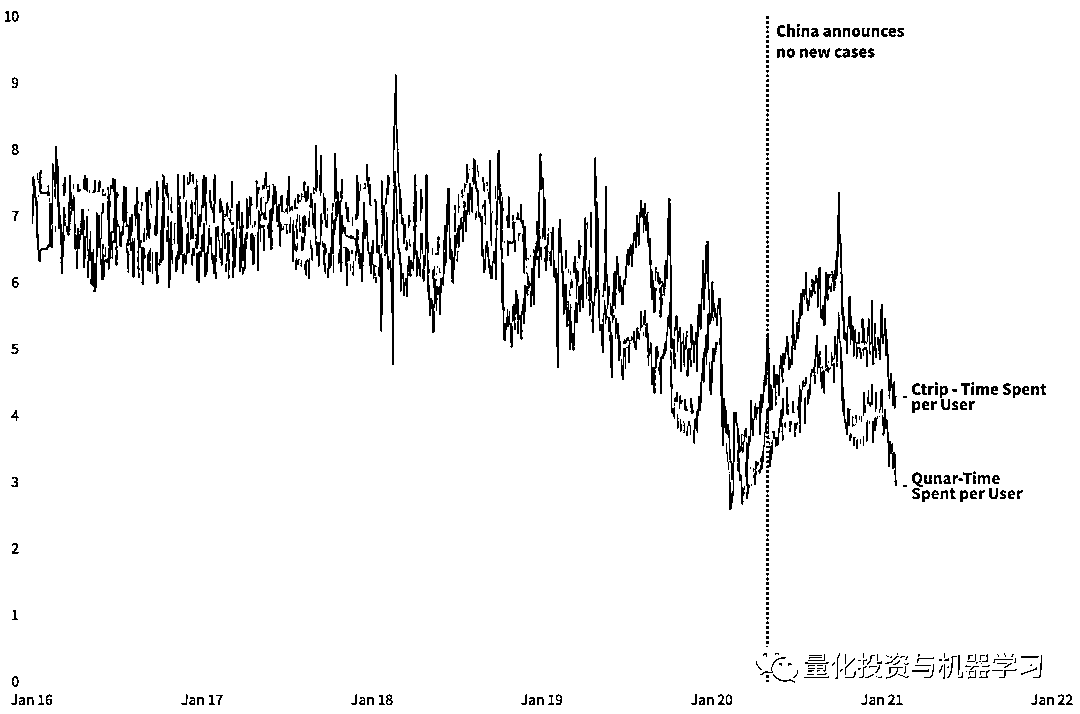 10
China announces
no new cases
9
8
7
6
5
Ctrip - Time Spent
per User
4
3
Qunar-Time
Spent per User
2
1
量化投资与机器学习
0
Jan 16 Jan 17 Jan 18 Jan 19 Jan 20 Jan 21 Jan 22